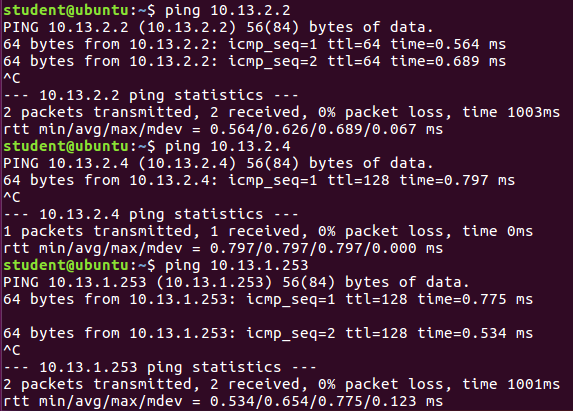 student@ubuntu:~$ ping 10.13.2.2
PING 10.13.2.2 (10.13.2.2) 56(84) bytes of data.
64 bytes from 10.13.2.2: icmp_seq=1 ttl=64 time=0.564 ms
64 bytes from 10.13.2.2: icmp_seq=2 ttl=64 time=0.689 ms
^C
--- 10.13.2.2 ping statistics ---
2 packets transmitted, 2 received, 0% packet loss, time 1003ms
rtt min/avg/max/mdev = 0.564/0.626/0.689/0.067 ms
student@ubuntu:~$ ping 10.13.2.4
PING 10.13.2.4 (10.13.2.4) 56(84) bytes of data.
64 bytes from 10.13.2.4: icmp_seq=1 ttl=128 time=0.797 ms
^C
--- 10.13.2.4 ping statistics ---
1 packets transmitted, 1 received, 0% packet loss, time 0ms
rtt min/avg/max/mdev = 0.797/0.797/0.797/0.000 ms
student@ubuntu:~$ ping 10.13.1.253
PING 10.13.1.253 (10.13.1.253) 56(84) bytes of data.
64 bytes from 10.13.1.253: icmp_seq=1 ttl=128 time=0.775 ms
64 bytes from 10.13.1.253: icmp_seq=2 ttl=128 time=0.534 ms
^C
--- 10.13.1.253 ping statistics ---
2 packets transmitted, 2 received, 0% packet loss, time 1001ms
rtt min/avg/max/mdev = 0.534/0.654/0.775/0.123 ms